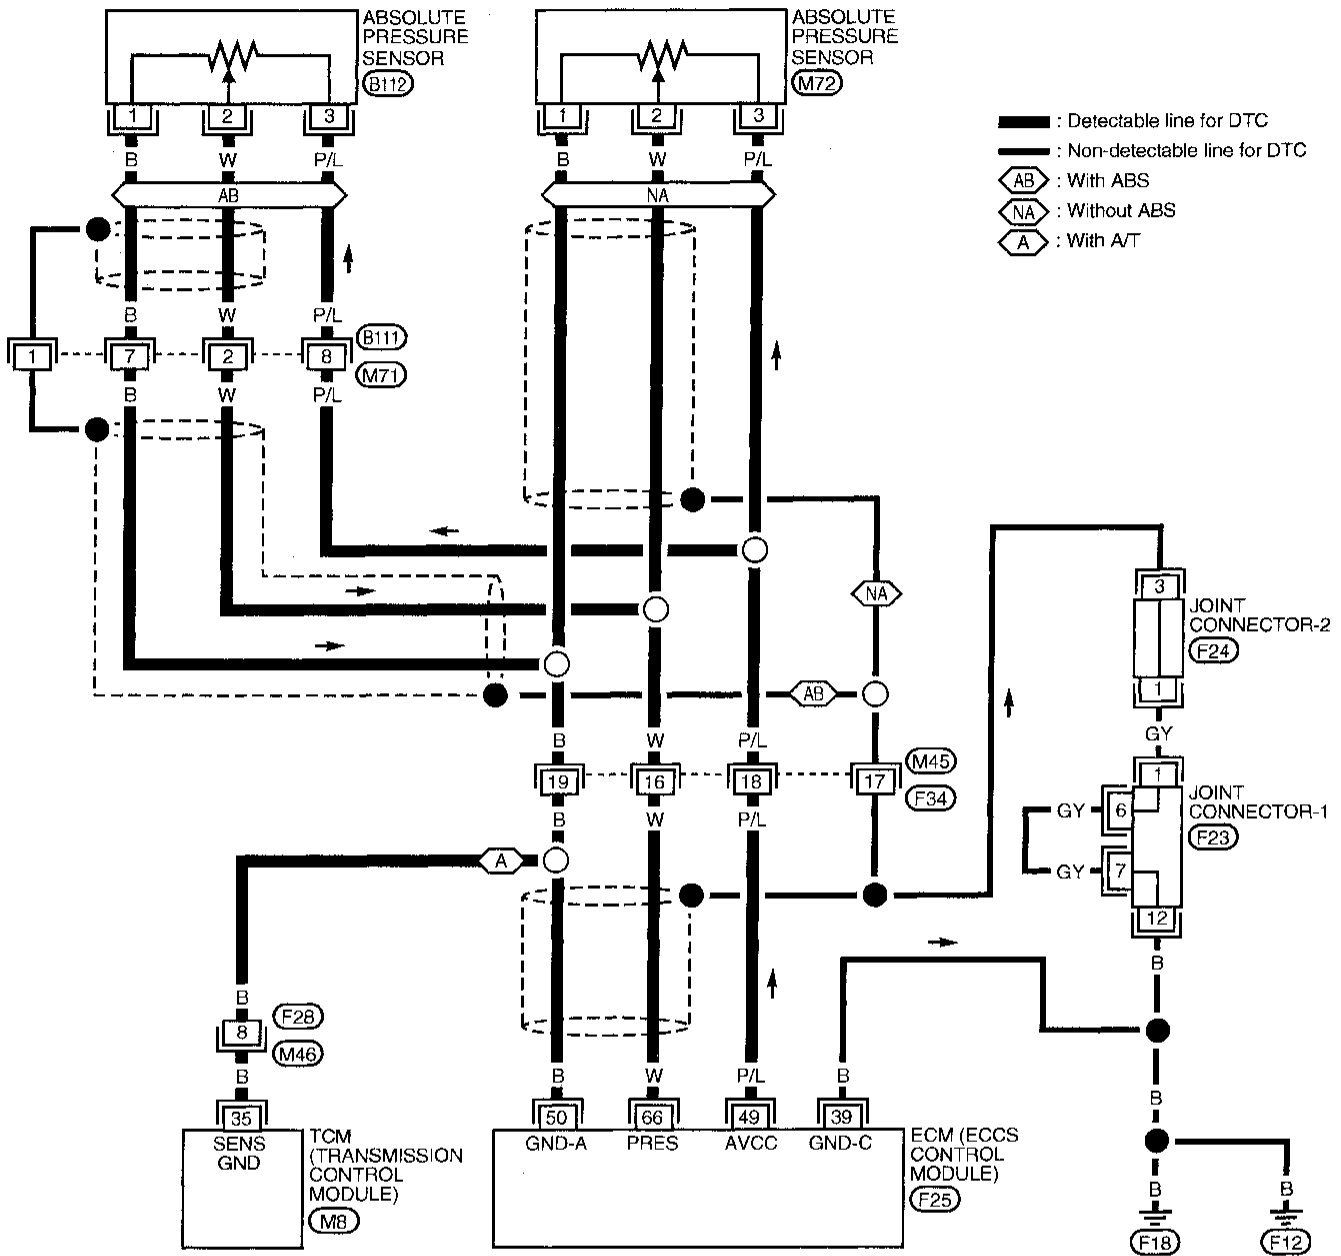 ABSOLUTE
PRESSURE
SENSOR
B112
ABSOLUTE
PRESSURE
SENSOR
M72
1 2 3
1 2 3
B W P/L
B W P/L
: Detectable line for DTC
: Non-detectable line for DTC
AB : With ABS
NA : Without ABS
A : With A/T
AB
NA
B W P/L
B111
1 7 2 8
M71
B W P/L
NA
3
JOINT
CONNECTOR-2
F24
1
AB
GY
B W P/L
M45
19 16 18 17
F34
B W P/L
1
JOINT
CONNECTOR-1
F23
GY 6
GY 7
12
A
B
B
F28
8
M46
B
B W P/L B
B
35
50 66 49 39
SENS
GND
TCM
(TRANSMISSION
CONTROL
MODULE)
M8
GND-A PRES AVCC GND-C
ECM (ECCS
CONTROL
MODULE)
F25
B B
F18 F12